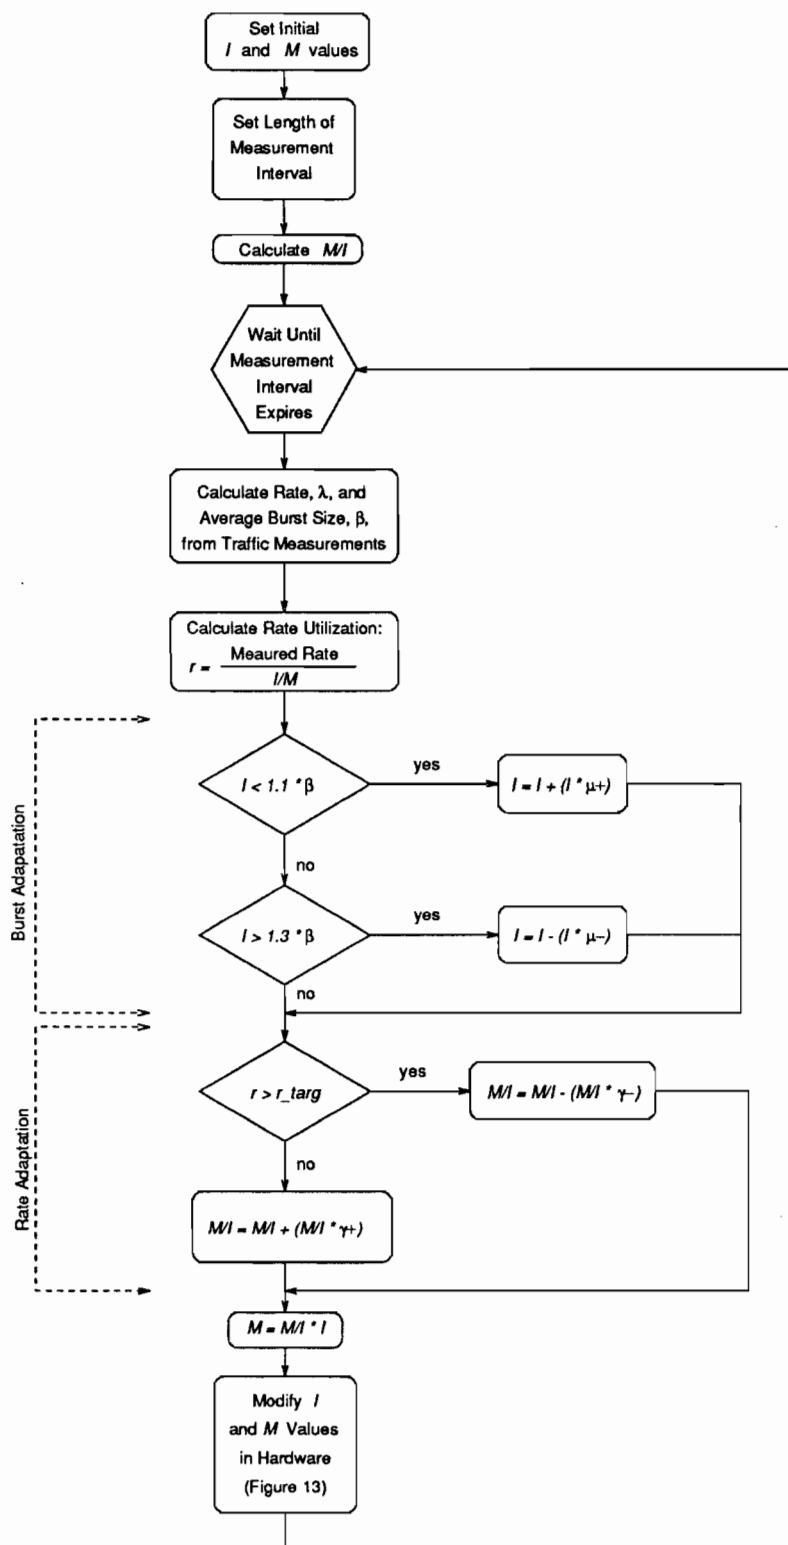 Set Initial
I and M values
Set Length of
Measurement
Interval
Calculate M/I
Wait Until
Measurement
Interval
Expires
Calculate Rate, λ, and
Average Burst Size, β,
from Traffic Measurements
Calculate Rate Utilization:
Meaured Rate
r =
I/M
Burst Adapatation
I < 1.1 * β
yes
I = I + (I * μ+)
no
I > 1.3 * β
yes
I = I - (I * μ-)
no
Rate Adaptation
r > r_targ
yes
M/I = M/I - (M/I * γ-)
no
M/I = M/I + (M/I * γ+)
M = M/I * I
Modify I
and M Values
in Hardware
(Figure 13)